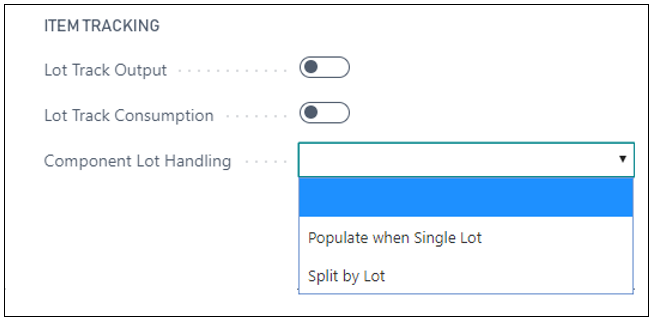 ITEM TRACKING
Lot Track Output
Lot Track Consumption
Component Lot Handling
Populate when Single Lot
Split by Lot